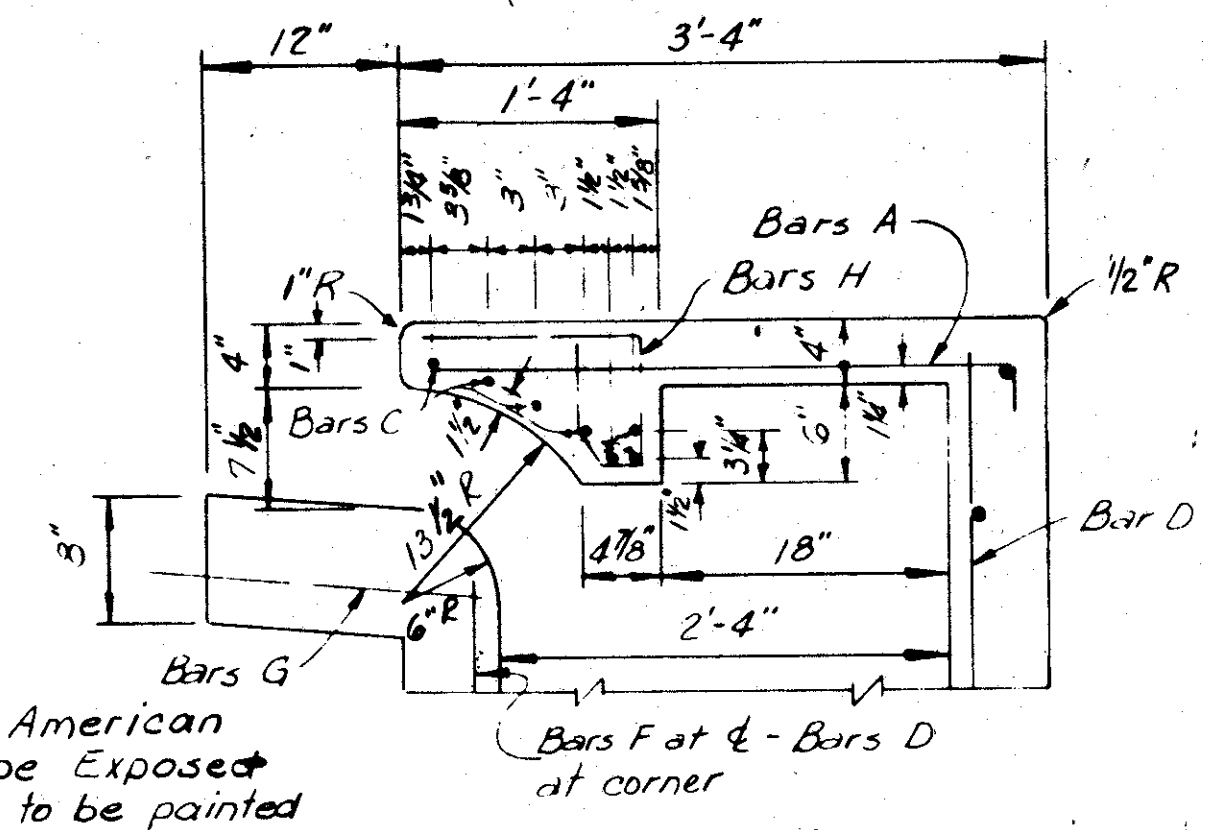 12"
3'-4"
1'-4"
1 3/4"
3 5/8"
3"
3"
1 1/2"
1 1/2"
1 5/8"
Bars A
Bars H
1/2" R
1" R
4"
1"
4"
Bars C
1 1/2"
7 1/2"
6"
1 1/4"
3 1/4"
1 1/2"
13 1/2" R
4 7/8"
18"
Bar D
6" R
2'-4"
Bars G
American
be Exposed
to be painted
Bars F at ℄ - Bars D
at corner